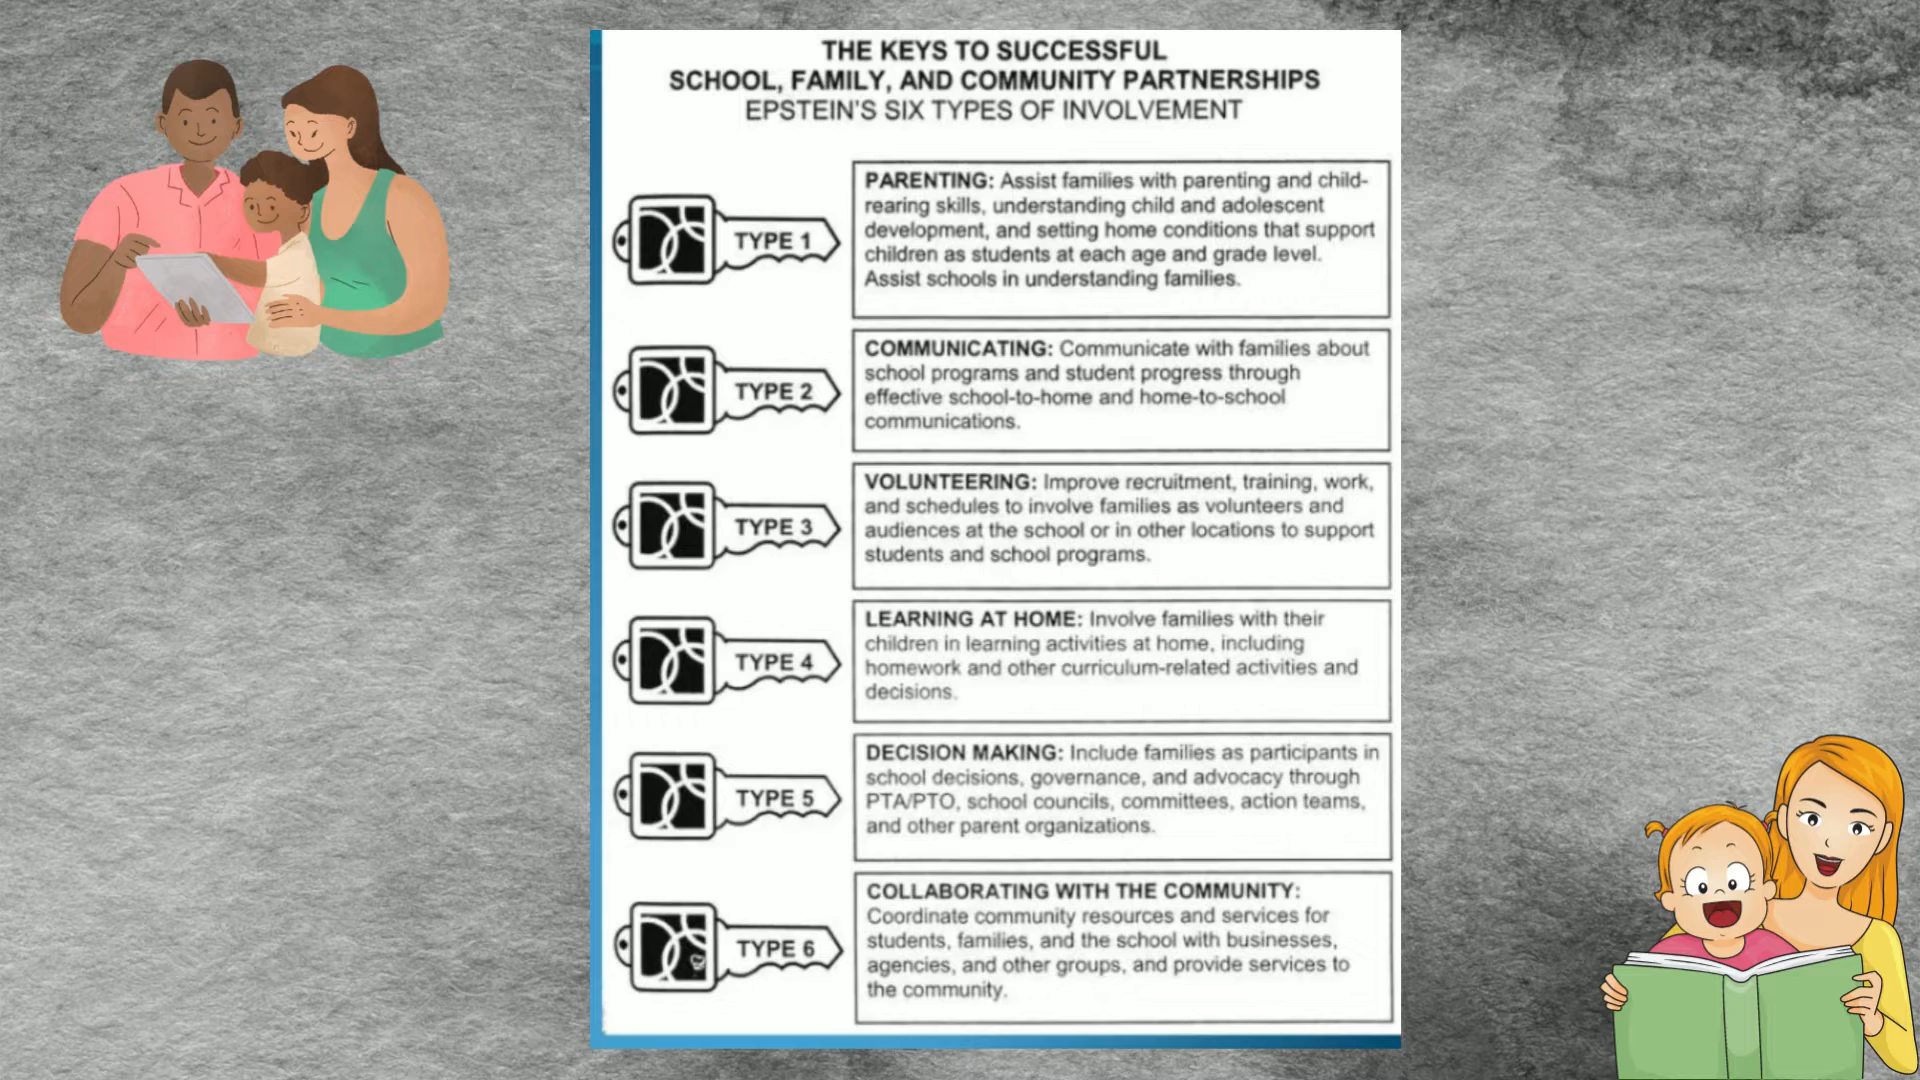 THE KEYS TO SUCCESSFUL
SCHOOL, FAMILY, AND COMMUNITY PARTNERSHIPS
EPSTEIN'S SIX TYPES OF INVOLVEMENT
TYPE 1
PARENTING: Assist families with parenting and child-
rearing skills, understanding child and adolescent
development, and setting home conditions that support
children as students at each age and grade level.
Assist schools in understanding families.
TYPE 2
COMMUNICATING: Communicate with families about
school programs and student progress through
effective school-to-home and home-to-school
communications.
TYPE 3
VOLUNTEERING: Improve recruitment, training, work,
and schedules to involve families as volunteers and
audiences at the school or in other locations to support
students and school programs.
TYPE 4
LEARNING AT HOME: Involve families with their
children in learning activities at home, including
homework and other curriculum-related activities and
decisions.
TYPE 5
DECISION MAKING: Include families as participants in
school decisions, governance, and advocacy through
PTA/PTO, school councils, committees, action teams,
and other parent organizations.
TYPE 6
COLLABORATING WITH THE COMMUNITY:
Coordinate community resources and services for
students, families, and the school with businesses,
agencies, and other groups, and provide services to
the community.